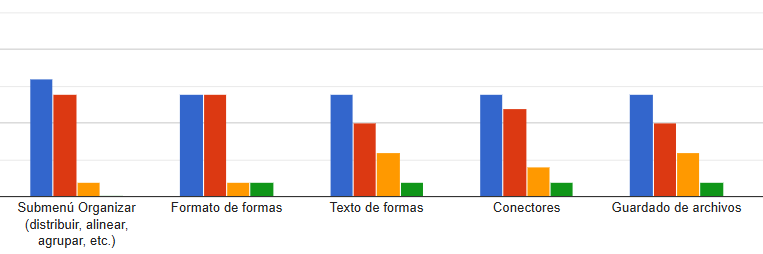 Submenú Organizar
(distribuir, alinear,
agrupar, etc.)
Formato de formas
Texto de formas
Conectores
Guardado de archivos